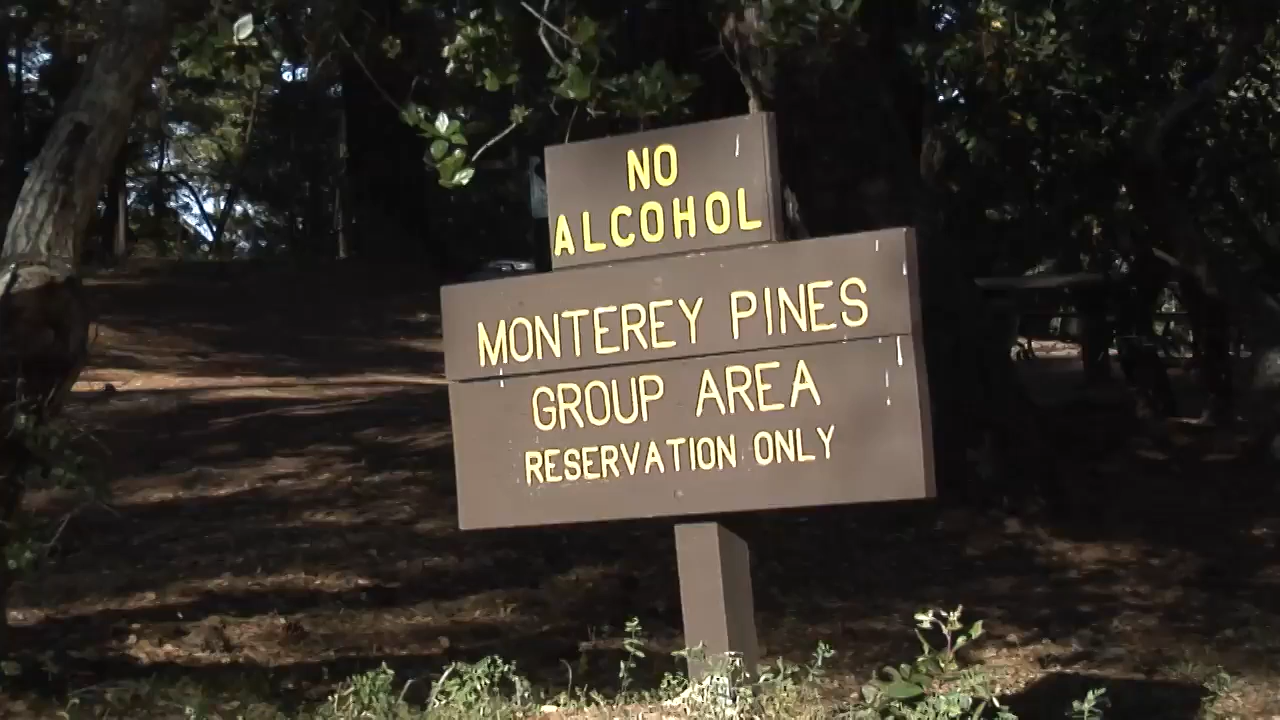 NO
ALCOHOL
MONTEREY PINES
GROUP AREA
RESERVATION ONLY